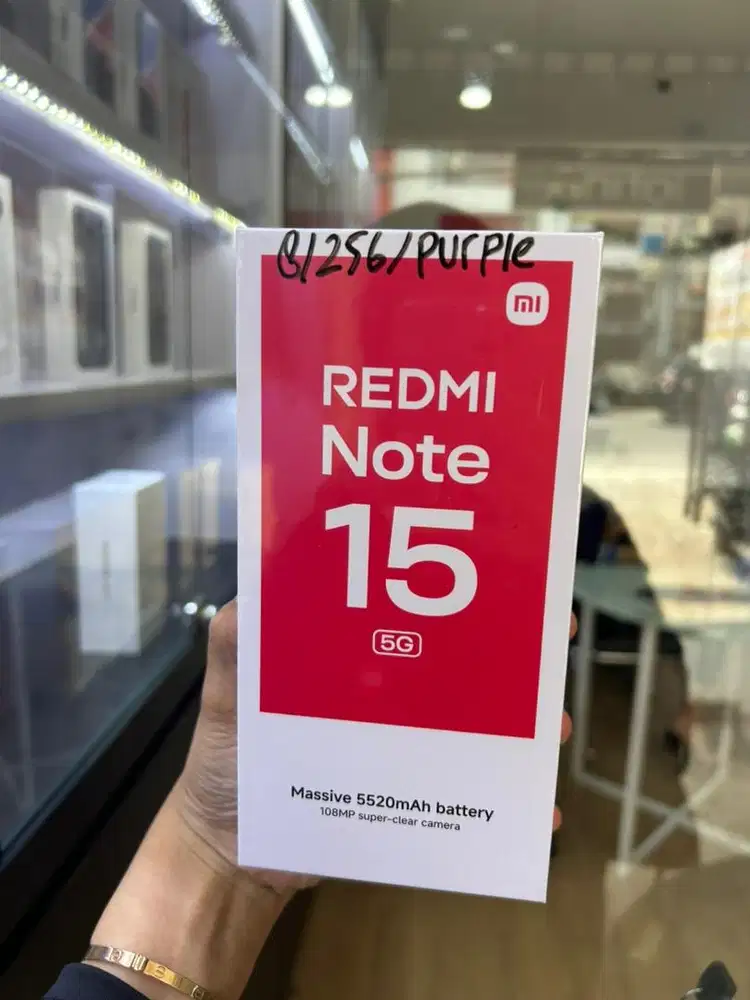 8/256/purple
mi
REDMI
Note
15
5G
Massive 5520mAh battery
108MP super-clear camera